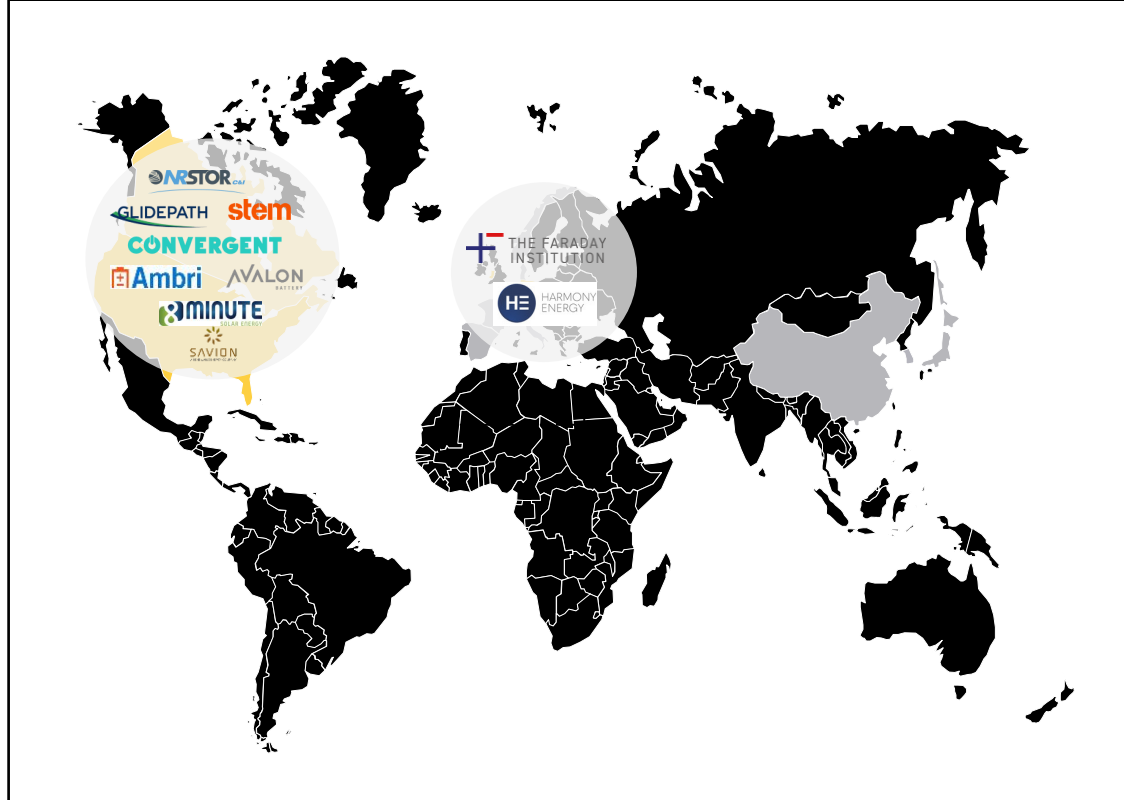 NRSTOR C&I
GLIDEPATH
stem
CONVERGENT
Ambri
AVALON
BATTERY
8MINUTE
SOLAR ENERGY
SAVION
THE FARADAY
INSTITUTION
HE
HARMONY
ENERGY